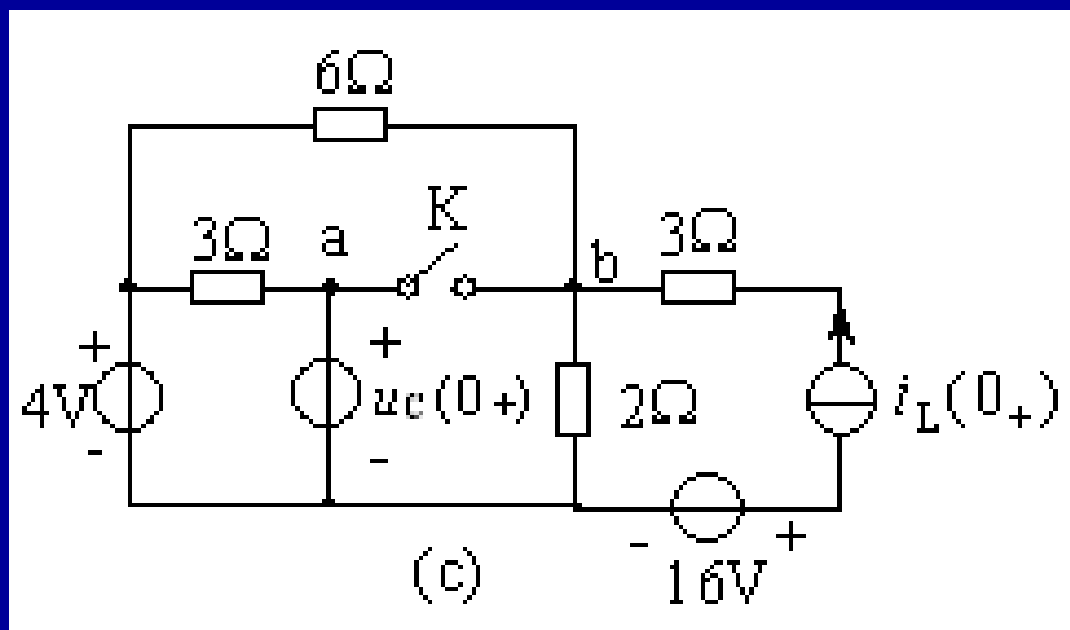 6Ω
3Ω a K b 3Ω
+ +
4V uc(0+) 2Ω iL(0+)
- -
- 16V +
(c)